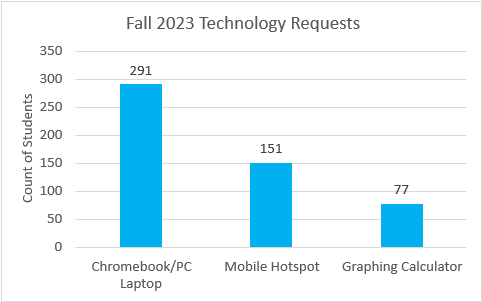 Fall 2023 Technology Requests
Count of Students
350
300
250
200
150
100
50
0
291
151
77
Chromebook/PC
Laptop
Mobile Hotspot
Graphing Calculator